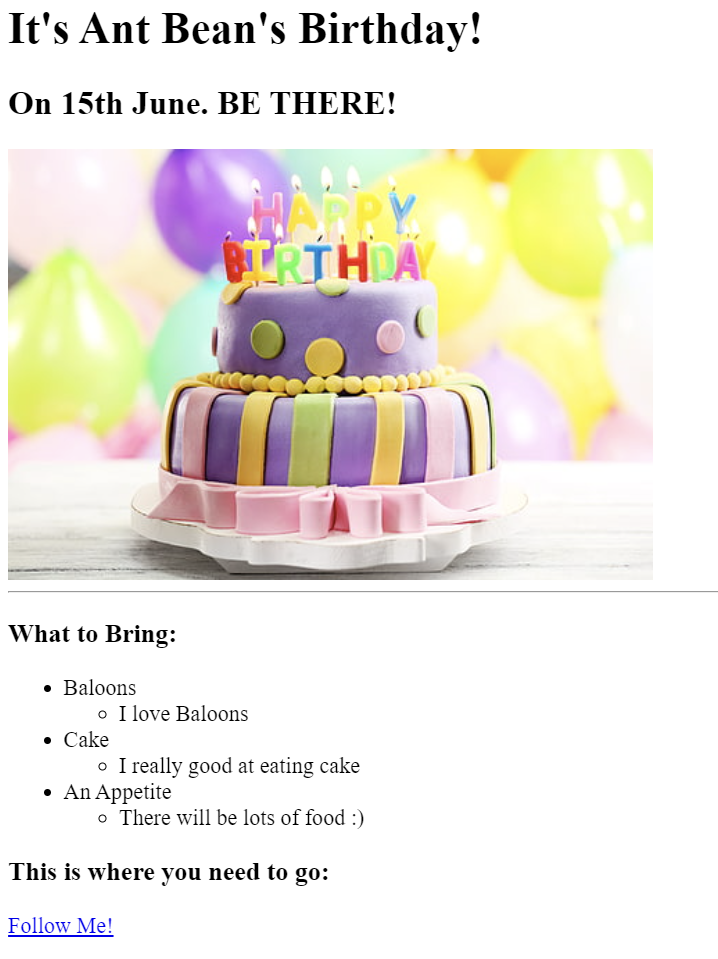 It's Ant Bean's Birthday!
On 15th June. BE THERE!
HAPPY
BIRTHDAY
What to Bring:
Baloons
I love Baloons
Cake
I really good at eating cake
An Appetite
There will be lots of food :)
This is where you need to go:
Follow Me!